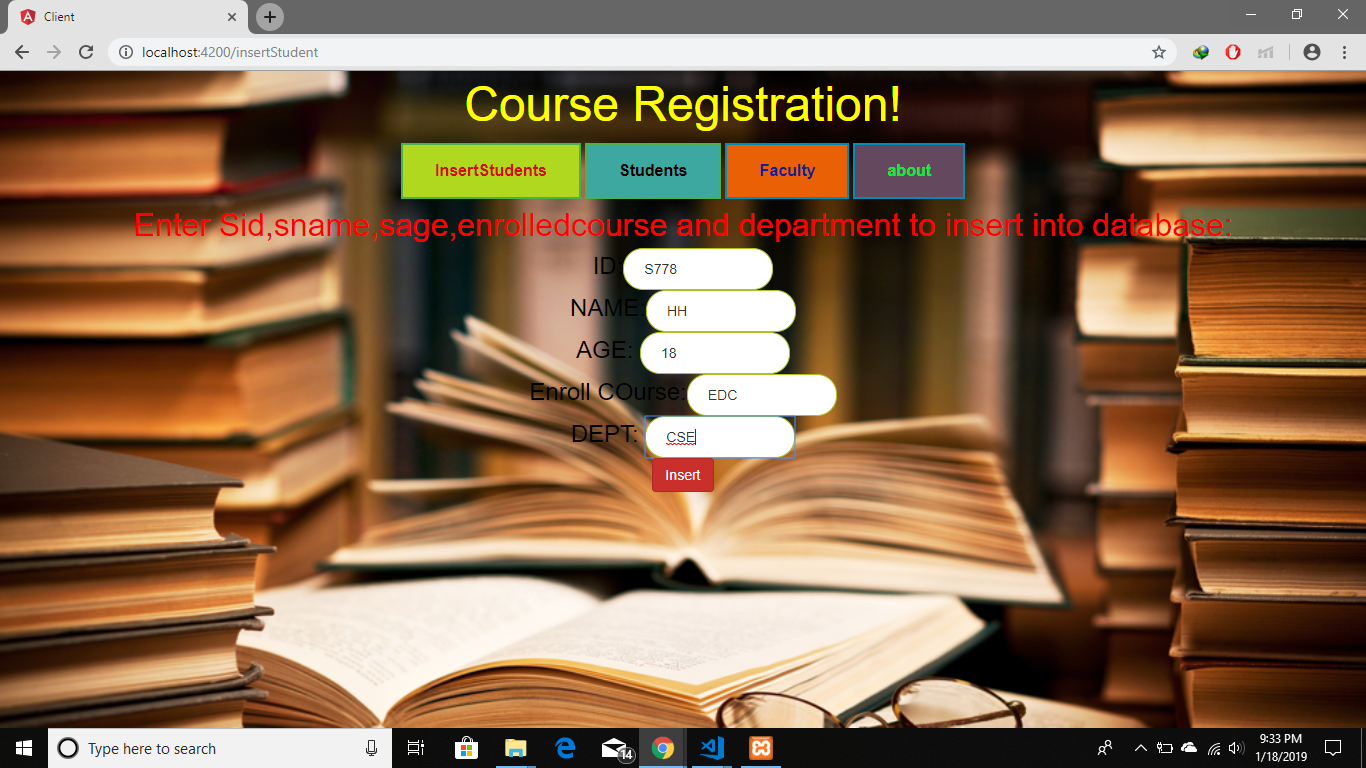 Client
localhost:4200/insertStudent
Course Registration!
InsertStudents Students Faculty about
Enter Sid,sname,sage,enrolledcourse and department to insert into database:
ID: S778
NAME: HH
AGE: 18
Enroll COurse: EDC
DEPT: CSE
Insert
Type here to search
14
9:33 PM
1/18/2019